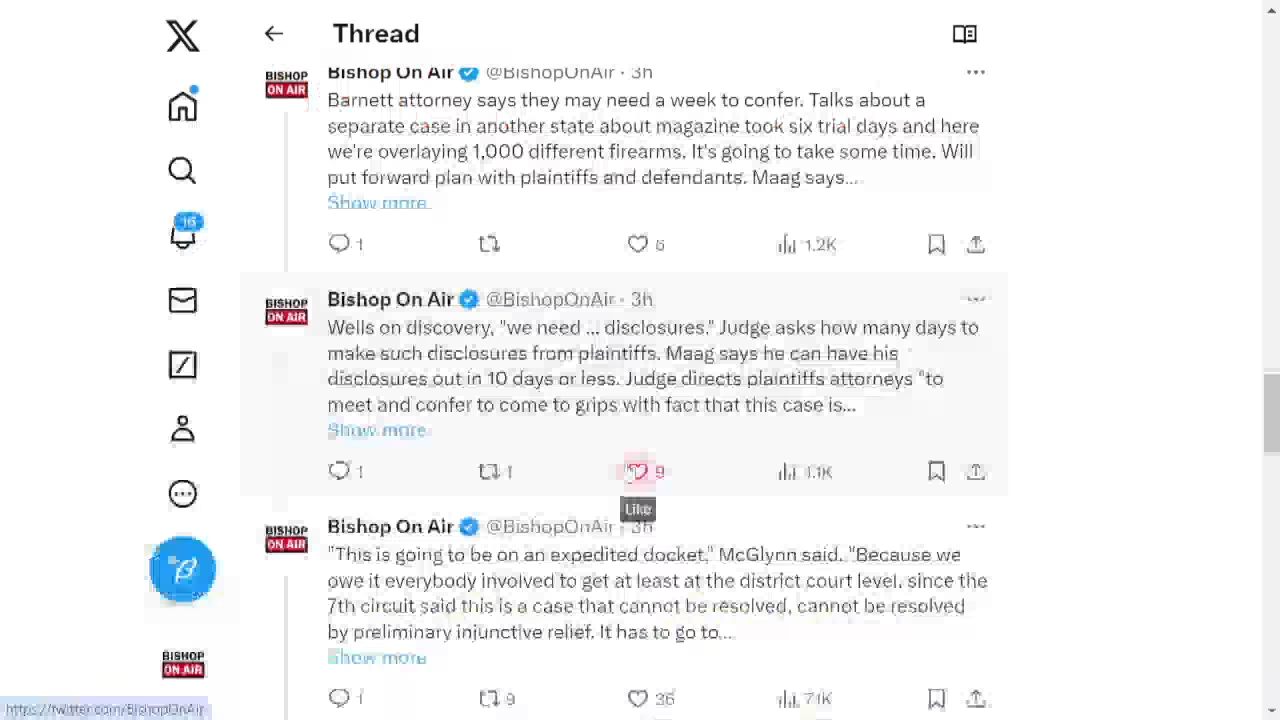 Thread
BISHOP
ON AIR
Bishop On Air @BishopOnAir · 3h
Barnett attorney says they may need a week to confer. Talks about a
separate case in another state about magazine took six trial days and here
we're overlaying 1,000 different firearms. It's going to take some time. Will
put forward plan with plaintiffs and defendants. Maag says...
Show more
1 6 1.2K
16
BISHOP
ON AIR
Bishop On Air @BishopOnAir · 3h
Wells on discovery, "we need ... disclosures." Judge asks how many days to
make such disclosures from plaintiffs. Maag says he can have his
disclosures out in 10 days or less. Judge directs plaintiffs attorneys "to
meet and confer to come to grips with fact that this case is...
Show more
1 1 9 1.1K
Like
BISHOP
ON AIR
Bishop On Air @BishopOnAir · 3h
"This is going to be on an expedited docket," McGlynn said. "Because we
owe it everybody involved to get at least at the district court level, since the
7th circuit said this is a case that cannot be resolved, cannot be resolved
by preliminary injunctive relief. It has to go to...
Show more
1 9 36 7.1K
BISHOP
ON AIR
https://twitter.com/BishopOnAir